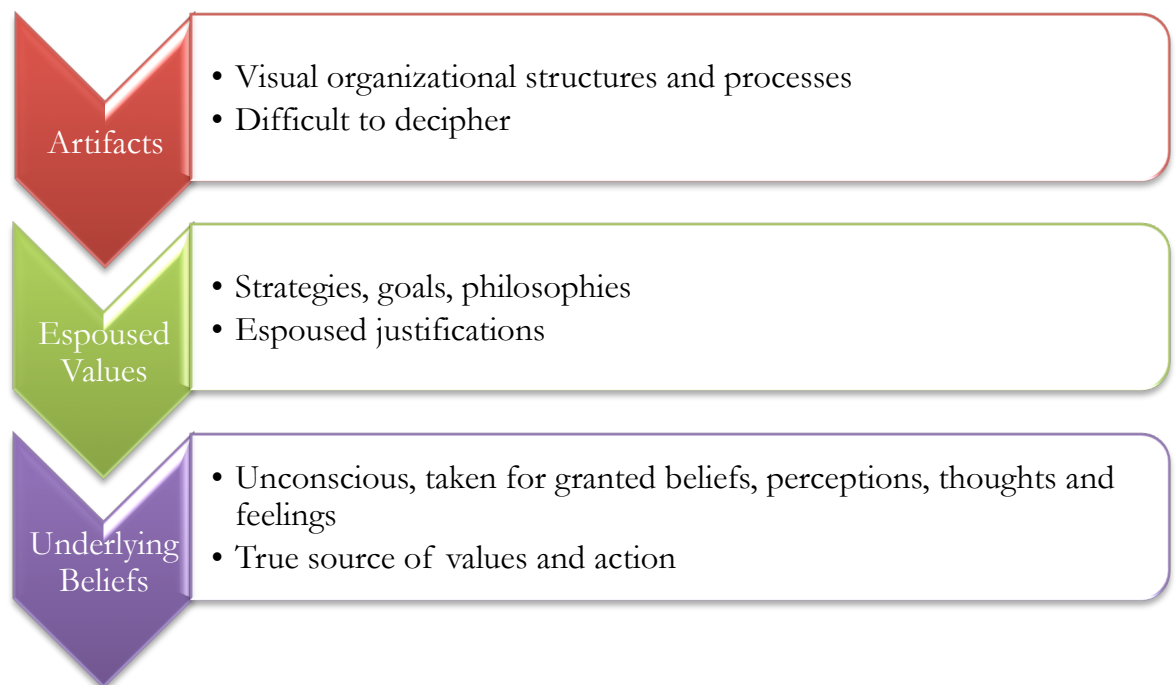 Artifacts
• Visual organizational structures and processes
• Difficult to decipher
Espoused
Values
• Strategies, goals, philosophies
• Espoused justifications
Underlying
Beliefs
• Unconscious, taken for granted beliefs, perceptions, thoughts and
feelings
• True source of values and action